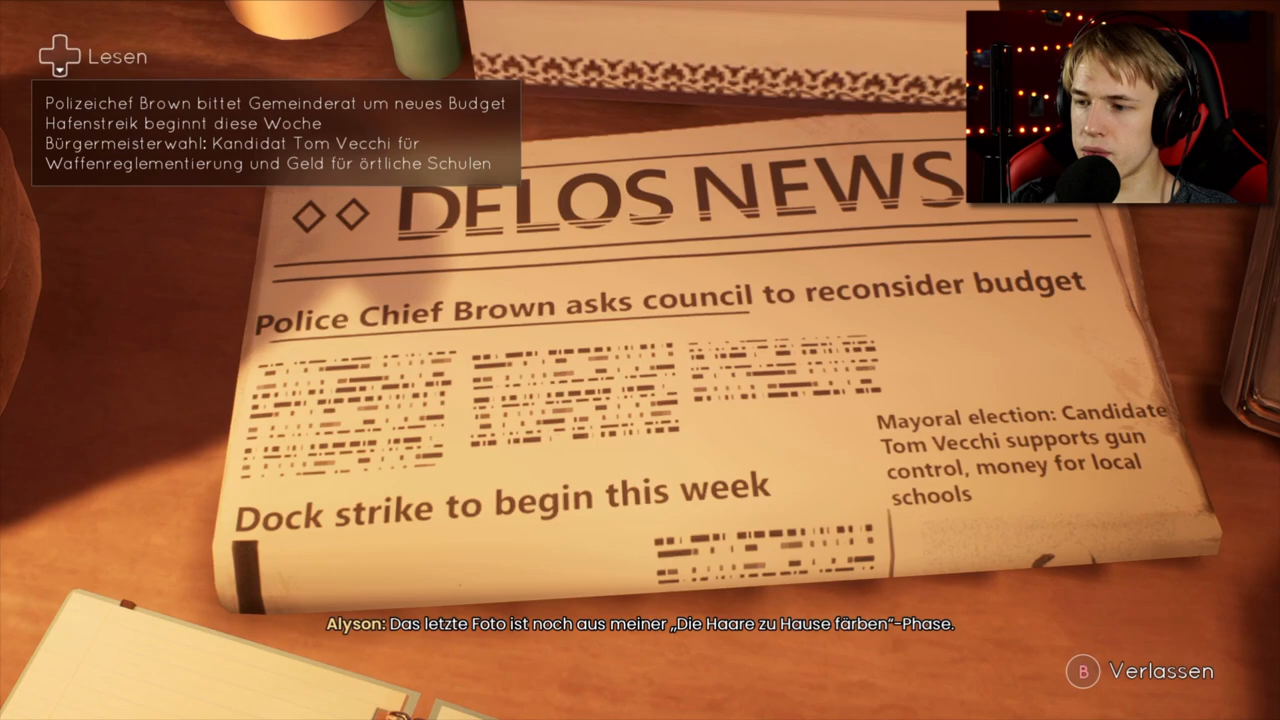 Lesen
Polizeichef Brown bittet Gemeinderat um neues Budget
Hafenstreik beginnt diese Woche
Bürgermeisterwahl: Kandidat Tom Vecchi für
Waffenreglementierung und Geld für örtliche Schulen
DELOS NEWS
Police Chief Brown asks council to reconsider budget
Mayoral election: Candidate
Tom Vecchi supports gun
control, money for local
schools
Dock strike to begin this week
Alyson: Das letzte Foto ist noch aus meiner „Die Haare zu Hause färben“-Phase.
B Verlassen